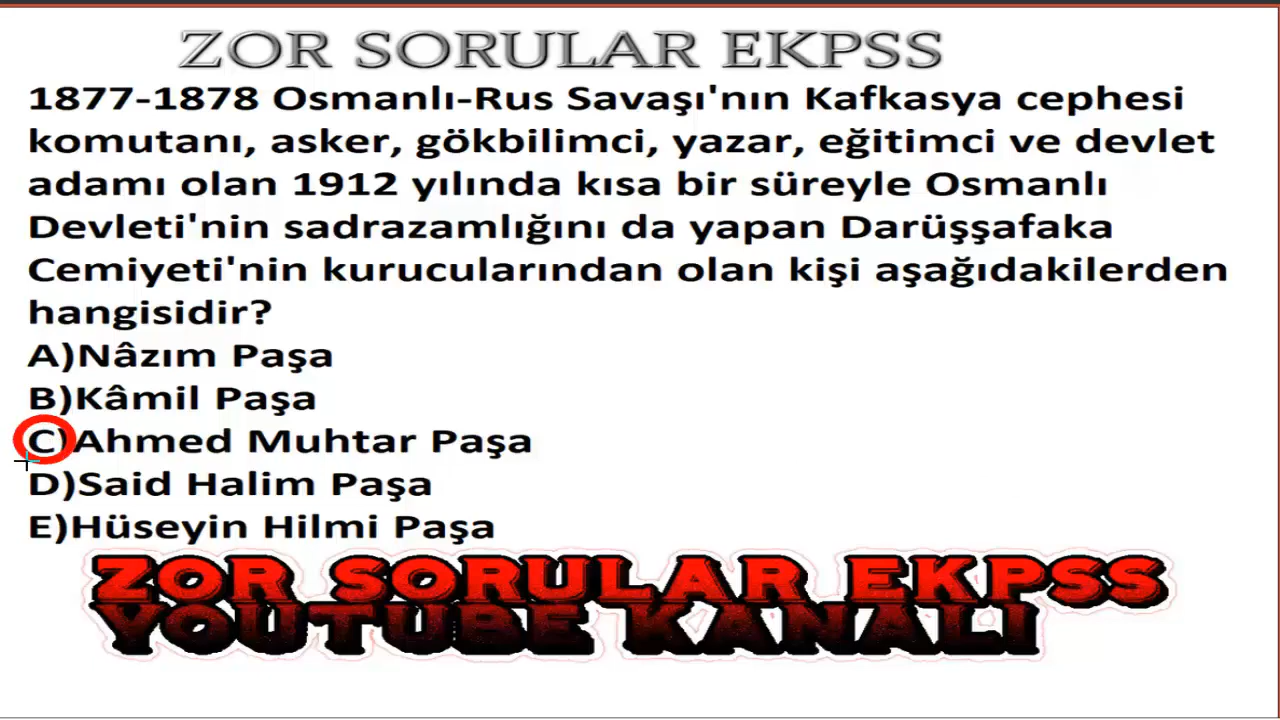 ZOR SORULAR EKPSS
1877-1878 Osmanlı-Rus Savaşı'nın Kafkasya cephesi
komutanı, asker, gökbilimci, yazar, eğitimci ve devlet
adamı olan 1912 yılında kısa bir süreyle Osmanlı
Devleti'nin sadrazamlığını da yapan Darüşşafaka
Cemiyeti'nin kurucularından olan kişi aşağıdakilerden
hangisidir?
A)Nâzım Paşa
B)Kâmil Paşa
C)Ahmed Muhtar Paşa
D)Said Halim Paşa
E)Hüseyin Hilmi Paşa
ZOR SORULAR EKPSS
YOUTUBE KANALI